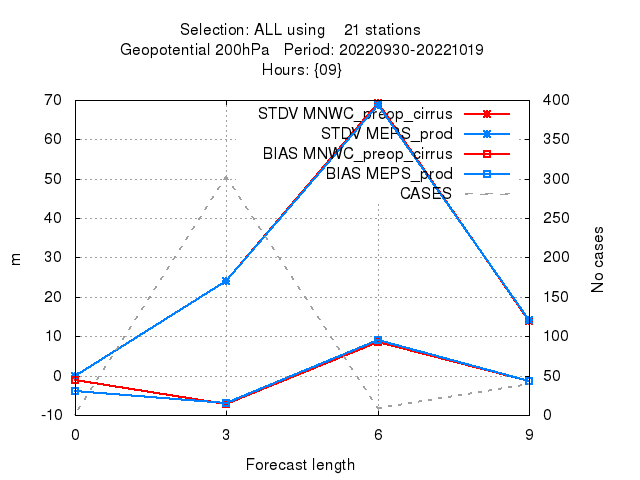 Selection: ALL using    21 stations
Geopotential 200hPa   Period: 20220930-20221019
Hours: {09}
STDV MNWC_preop_cirrus
STDV MEPS_prod
BIAS MNWC_preop_cirrus
BIAS MEPS_prod
CASES
70
60
50
40
30
20
10
0
-10
m
400
350
300
250
200
150
100
50
0
No cases
0 3 6 9
Forecast length